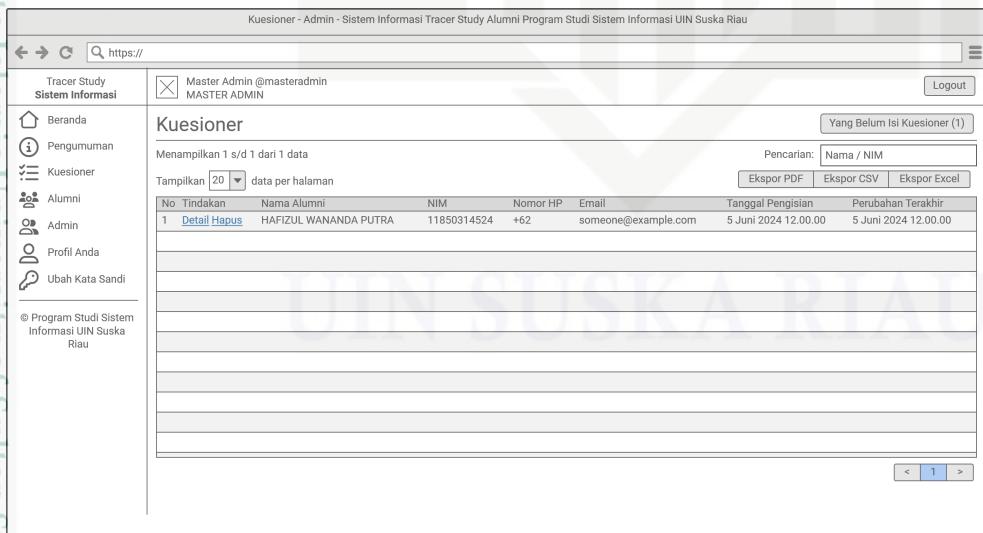 Kuesioner - Admin - Sistem Informasi Tracer Study Alumni Program Studi Sistem Informasi UIN Suska Riau
https://
Tracer Study
Sistem Informasi
Master Admin @masteradmin
MASTER ADMIN
Logout
Beranda
Pengumuman
Kuesioner
Alumni
Admin
Profil Anda
Ubah Kata Sandi
© Program Studi Sistem
Informasi UIN Suska
Riau
Kuesioner
Yang Belum Isi Kuesioner (1)
Menampilkan 1 s/d 1 dari 1 data
Pencarian: Nama / NIM
Tampilkan 20 data per halaman
Ekspor PDF Ekspor CSV Ekspor Excel
No Tindakan Nama Alumni NIM Nomor HP Email Tanggal Pengisian Perubahan Terakhir
1 Detail Hapus HAFIZUL WANANDA PUTRA 11850314524 +62 someone@example.com 5 Juni 2024 12.00.00 5 Juni 2024 12.00.00
UIN SUSKA RIAU
< 1 >